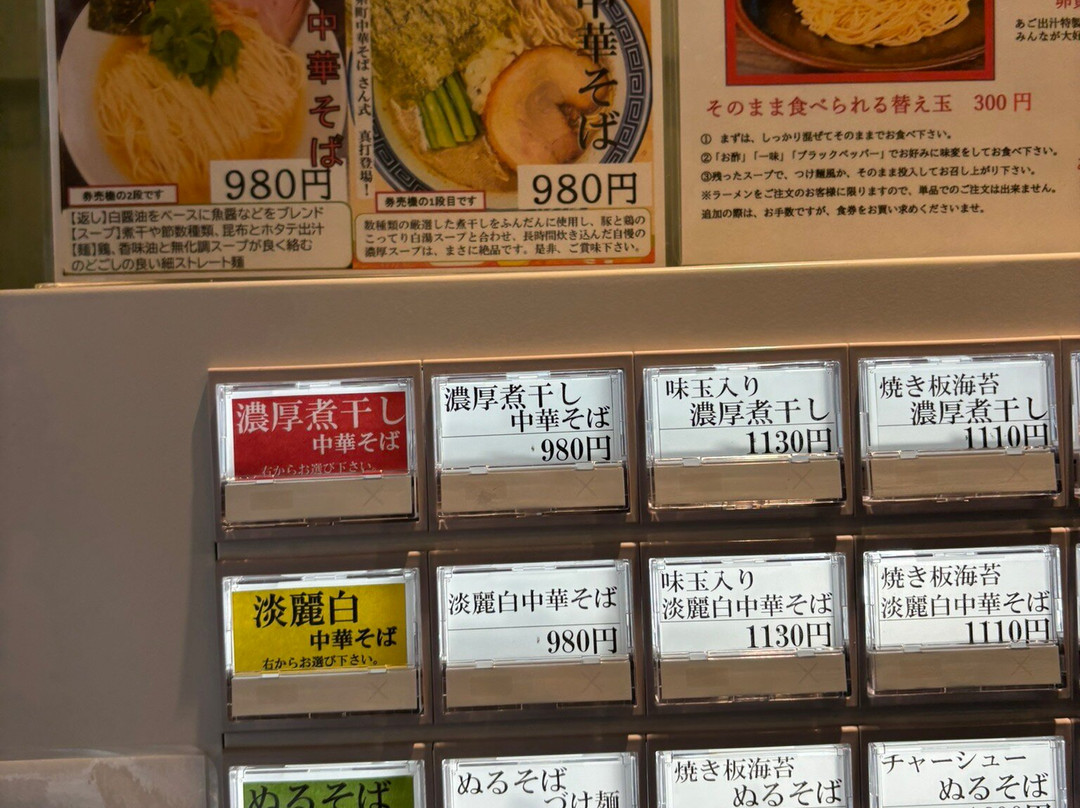 中華そば
980円
券売機の2段目です
【返し】白醤油をベースに魚醤などをブレンド
【スープ】煮干や節数種類、昆布とホタテ出汁
【麺】鶏、香味油と無化調スープが良く絡む
のどごしの良い細ストレート麺
町中華そば さん式 真打登場!
中華そば
980円
券売機の1段目です
数種類の厳選した煮干しをふんだんに使用し、豚と鶏の
こってり白湯スープと合わせ、長時間炊き込んだ自慢の
濃厚スープは、まさに絶品です。是非、ご賞味下さい。
そのまま食べられる替え玉 300円
① まずは、しっかり混ぜてそのままでお食べ下さい。
②「お酢」「一味」「ブラックペッパー」でお好みに味変をしてお食べ下さい。
③残ったスープで、つけ麺風か、そのまま投入してお召し上がり下さい。
※ラーメンをご注文のお客様に限りますので、単品でのご注文は出来ません。
追加の際は、お手数ですが、食券をお買い求めくださいませ。
あご出汁特製
みんなが大好
濃厚煮干し
中華そば
右からお選び下さい。
濃厚煮干し
中華そば
980円
味玉入り
濃厚煮干し
1130円
焼き板海苔
濃厚煮干し
1110円
淡麗白
中華そば
右からお選び下さい。
淡麗白中華そば
980円
味玉入り
淡麗白中華そば
1130円
焼き板海苔
淡麗白中華そば
1110円
ぬるそば
ぬるそば
づけ麺
焼き板海苔
ぬるそば
チャーシュー
ぬるそば